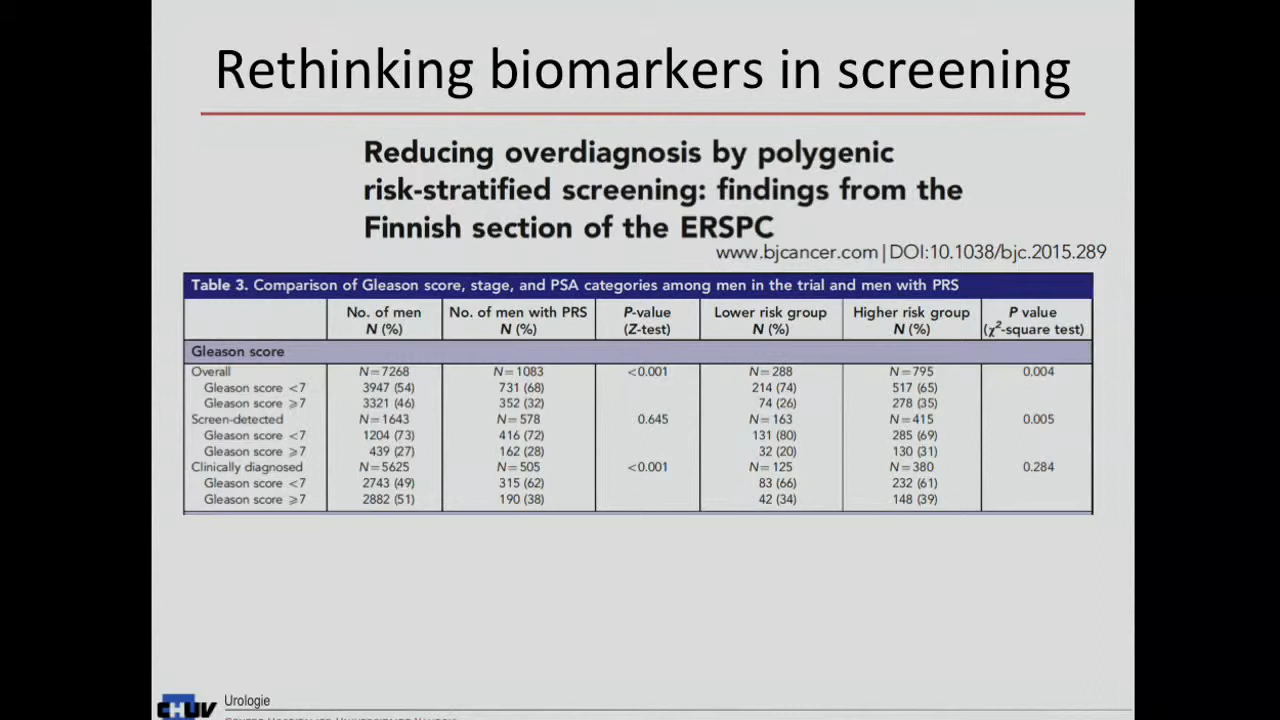 Rethinking biomarkers in screening
Reducing overdiagnosis by polygenic
risk-stratified screening: findings from the
Finnish section of the ERSPC
www.bjcancer.com | DOI:10.1038/bjc.2015.289
Table 3. Comparison of Gleason score, stage, and PSA categories among men in the trial and men with PRS
No. of men No. of men with PRS P-value Lower risk group Higher risk group P value
N (%) N (%) (Z-test) N (%) N (%) (χ²-square test)
Gleason score
Overall N=7268 N=1083 <0.001 N=288 N=795 0.004
Gleason score <7 3947 (54) 731 (68) 214 (74) 517 (65)
Gleason score ⩾7 3321 (46) 352 (32) 74 (26) 278 (35)
Screen-detected N=1643 N=578 0.645 N=163 N=415 0.005
Gleason score <7 1204 (73) 416 (72) 131 (80) 285 (69)
Gleason score ⩾7 439 (27) 162 (28) 32 (20) 130 (31)
Clinically diagnosed N=5625 N=505 <0.001 N=125 N=380 0.284
Gleason score <7 2743 (49) 315 (62) 83 (66) 232 (61)
Gleason score ⩾7 2882 (51) 190 (38) 42 (34) 148 (39)
CHUV Urologie